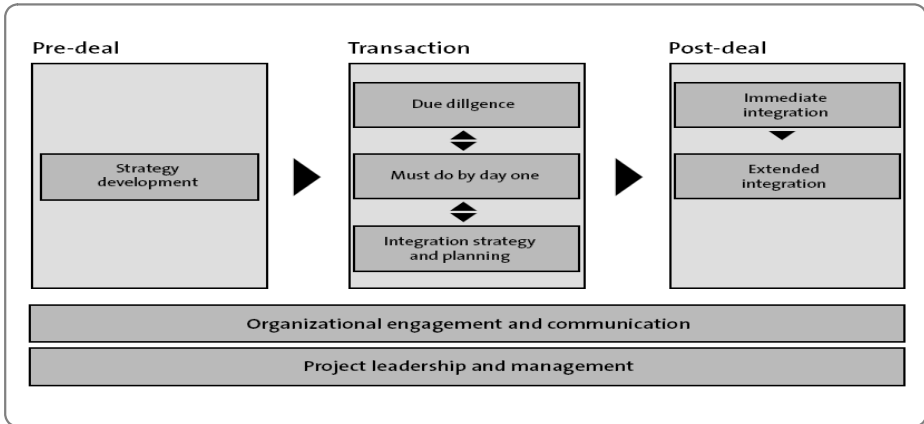 Pre-deal
Transaction
Post-deal
Strategy
development
Due dillgence
Must do by day one
Integration strategy
and planning
Immediate
integration
Extended
integration
Organizational engagement and communication
Project leadership and management